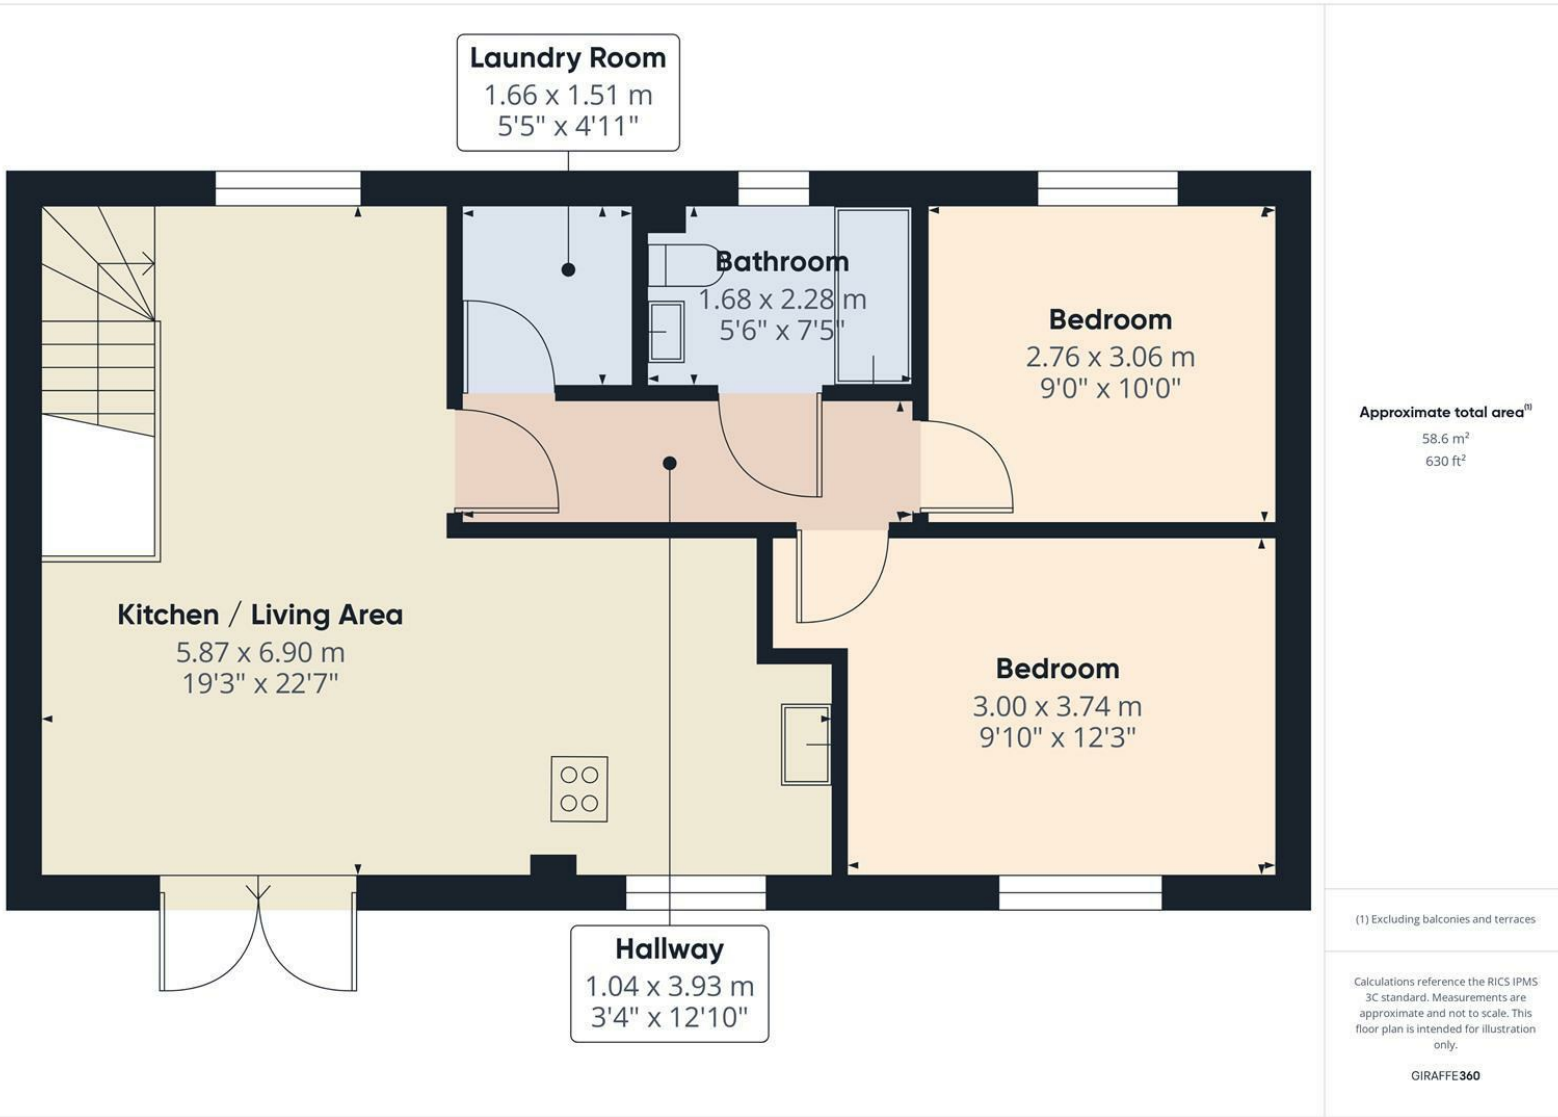 Laundry Room
1.66 x 1.51 m
5'5" x 4'11"
Bathroom
1.68 x 2.28 m
5'6" x 7'5"
Bedroom
2.76 x 3.06 m
9'0" x 10'0"
Kitchen / Living Area
5.87 x 6.90 m
19'3" x 22'7"
Bedroom
3.00 x 3.74 m
9'10" x 12'3"
Hallway
1.04 x 3.93 m
3'4" x 12'10"
Approximate total area⁽¹⁾
58.6 m²
630 ft²
(1) Excluding balconies and terraces
Calculations reference the RICS IPMS
3C standard. Measurements are
approximate and not to scale. This
floor plan is intended for illustration
only.
GIRAFFE360